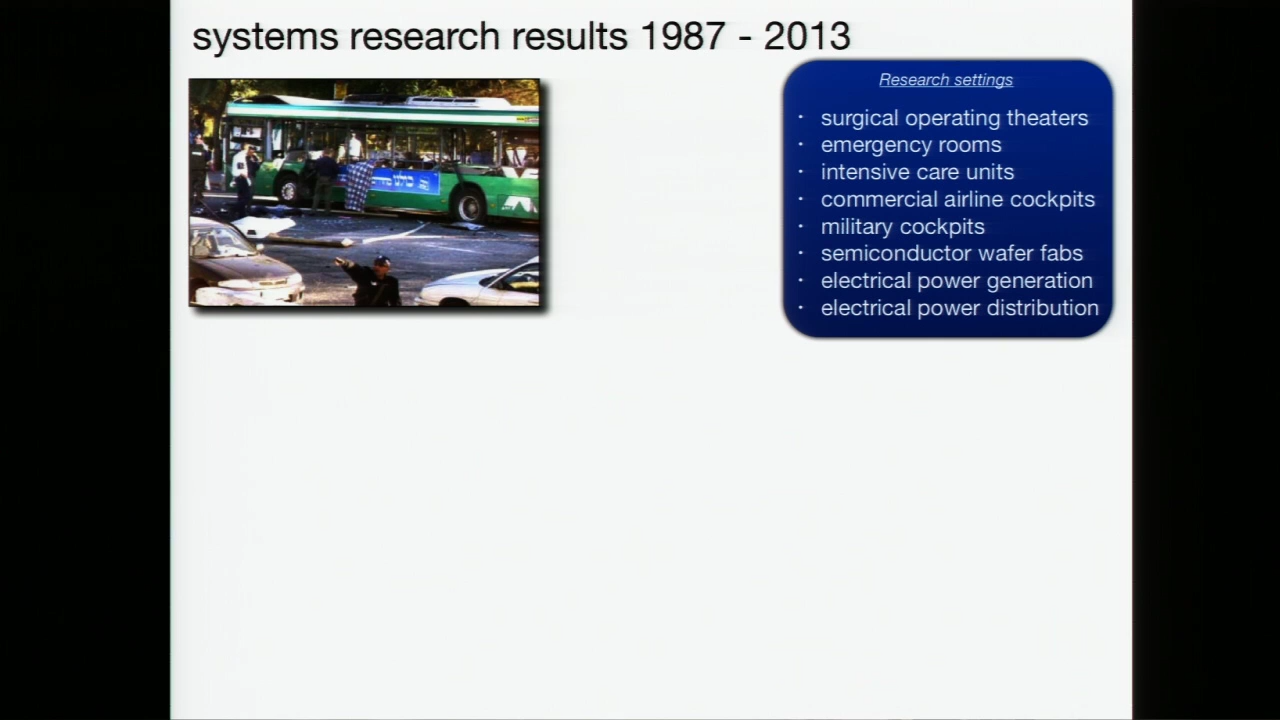 systems research results 1987 - 2013
Research settings
· surgical operating theaters
· emergency rooms
· intensive care units
· commercial airline cockpits
· military cockpits
· semiconductor wafer fabs
· electrical power generation
· electrical power distribution